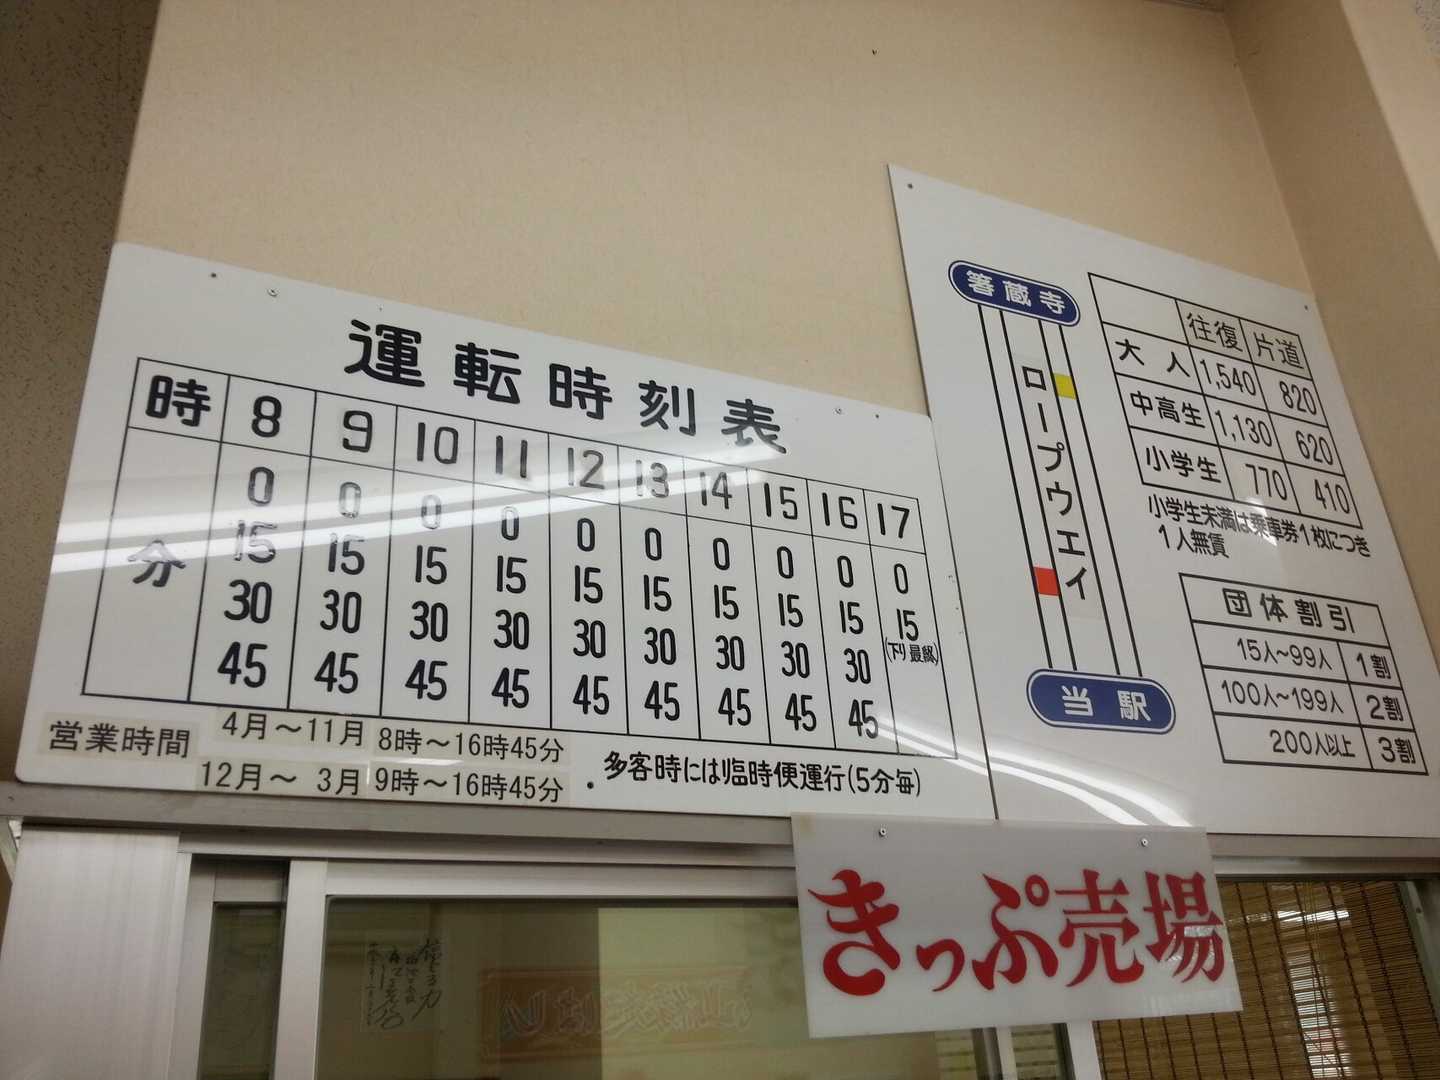 運転時刻表
時 8 9 10 11 12 13 14 15 16 17
分 0 0 0 0 0 0 0 0 0 0
15 15 15 15 15 15 15 15 15 15
(下り最終)
30 30 30 30 30 30 30 30 30
45 45 45 45 45 45 45 45 45
営業時間 4月～11月 8時～16時45分
12月～ 3月 9時～16時45分
・多客時には臨時便運行(5分毎)
箸蔵寺
ロープウエイ
当駅
往復 片道
大人 1,540 820
中高生 1,130 620
小学生 770 410
小学生未満は乗車券1枚につき
1人無賃
団体割引
15人～99人 1割
100人～199人 2割
200人以上 3割
きっぷ売場